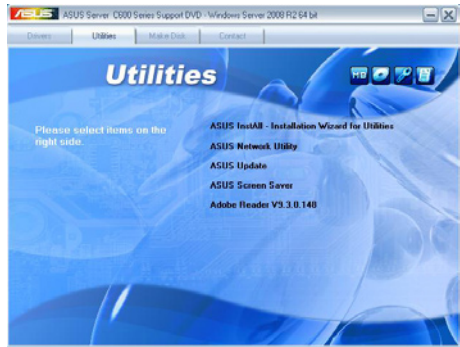 ASUS ASUS Server C600 Series Support DVD - Windows Server 2008 R2 64 bit
Drivers Utilities Make Disk Contact
Utilities
MB
Please select items on the
right side.
ASUS InstAll - Installation Wizard for Utilities
ASUS Network Utility
ASUS Update
ASUS Screen Saver
Adobe Reader V9.3.0.148